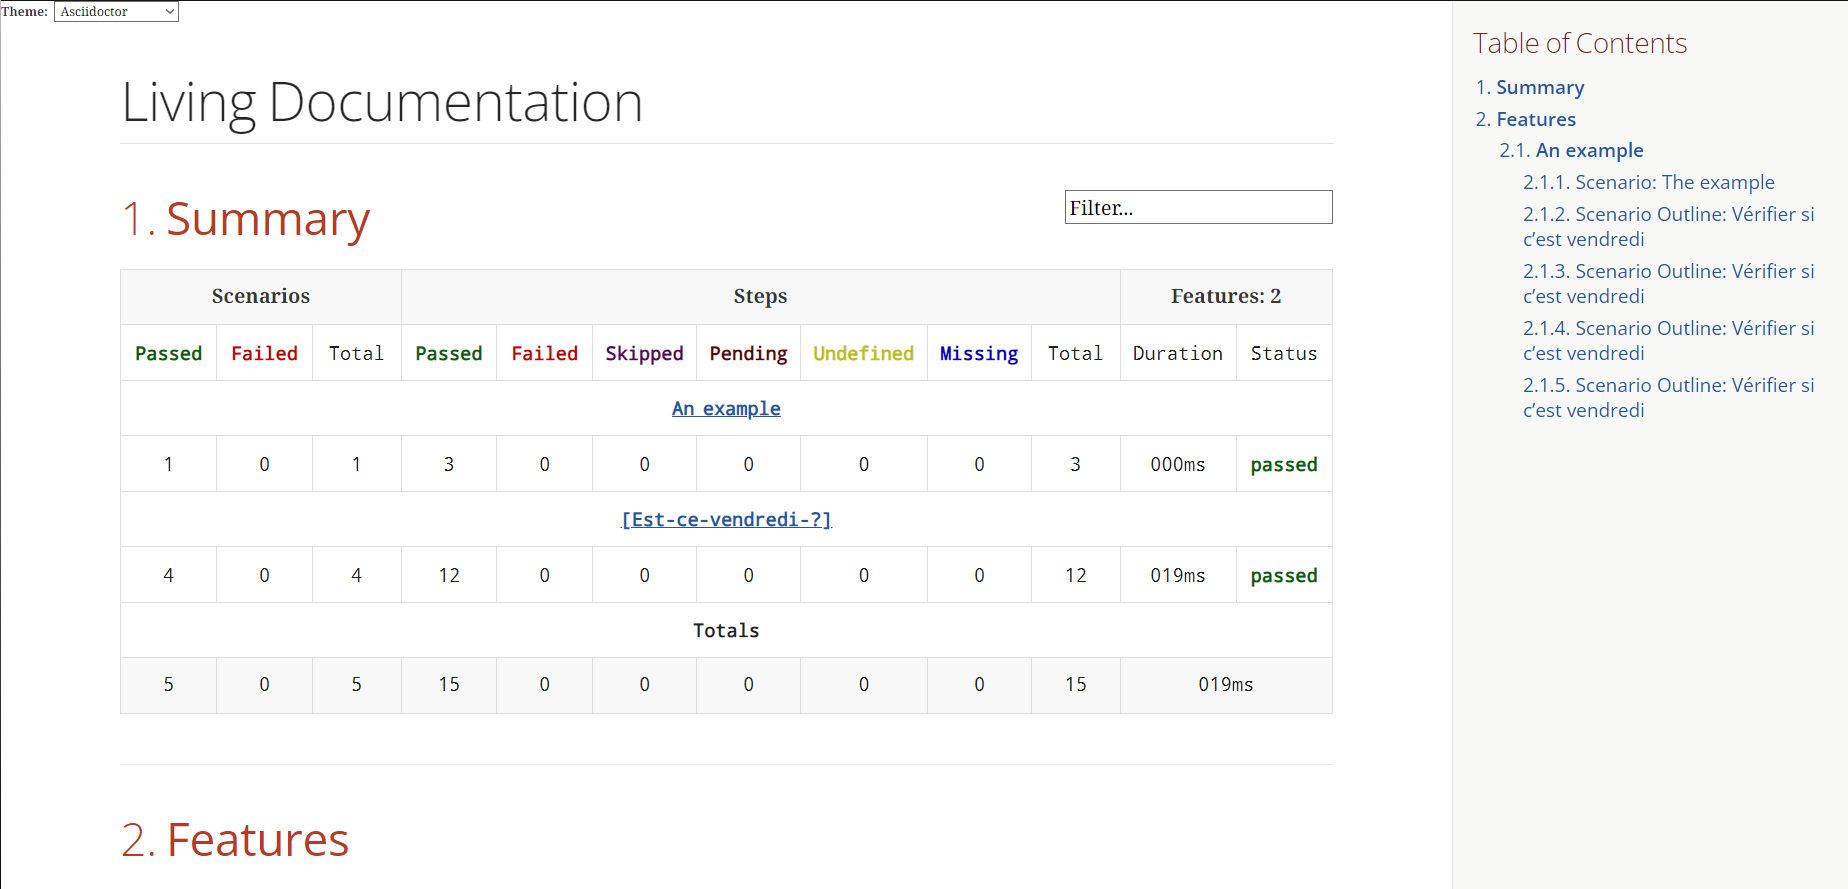 Theme: Asciidoctor
Living Documentation
1. Summary
Filter...
Scenarios Steps Features: 2
Passed Failed Total Passed Failed Skipped Pending Undefined Missing Total Duration Status
An example
1 0 1 3 0 0 0 0 0 3 000ms passed
[Est-ce-vendredi-?]
4 0 4 12 0 0 0 0 0 12 019ms passed
Totals
5 0 5 15 0 0 0 0 0 15 019ms
2. Features
Table of Contents
1. Summary
2. Features
2.1. An example
2.1.1. Scenario: The example
2.1.2. Scenario Outline: Vérifier si
c’est vendredi
2.1.3. Scenario Outline: Vérifier si
c’est vendredi
2.1.4. Scenario Outline: Vérifier si
c’est vendredi
2.1.5. Scenario Outline: Vérifier si
c’est vendredi